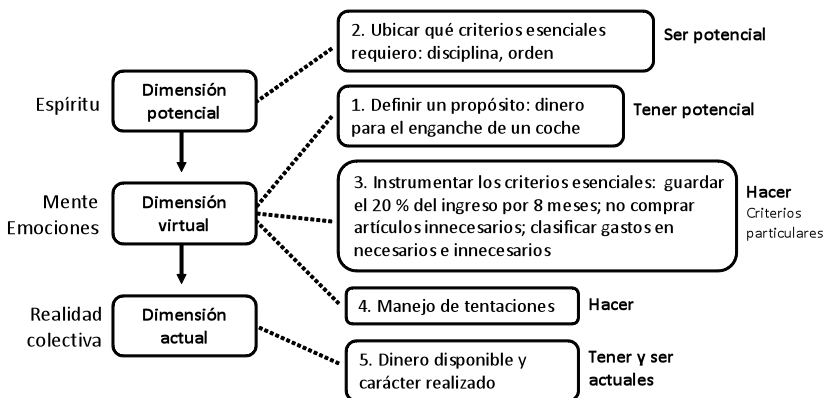 2. Ubicar qué criterios esenciales
requiero: disciplina, orden
Ser potencial
Espíritu
Dimensión
potencial
1. Definir un propósito: dinero
para el enganche de un coche
Tener potencial
Mente
Emociones
Dimensión
virtual
3. Instrumentar los criterios esenciales: guardar
el 20 % del ingreso por 8 meses; no comprar
artículos innecesarios; clasificar gastos en
necesarios e innecesarios
Hacer
Criterios
particulares
4. Manejo de tentaciones
Hacer
Realidad
colectiva
Dimensión
actual
5. Dinero disponible y
carácter realizado
Tener y ser
actuales